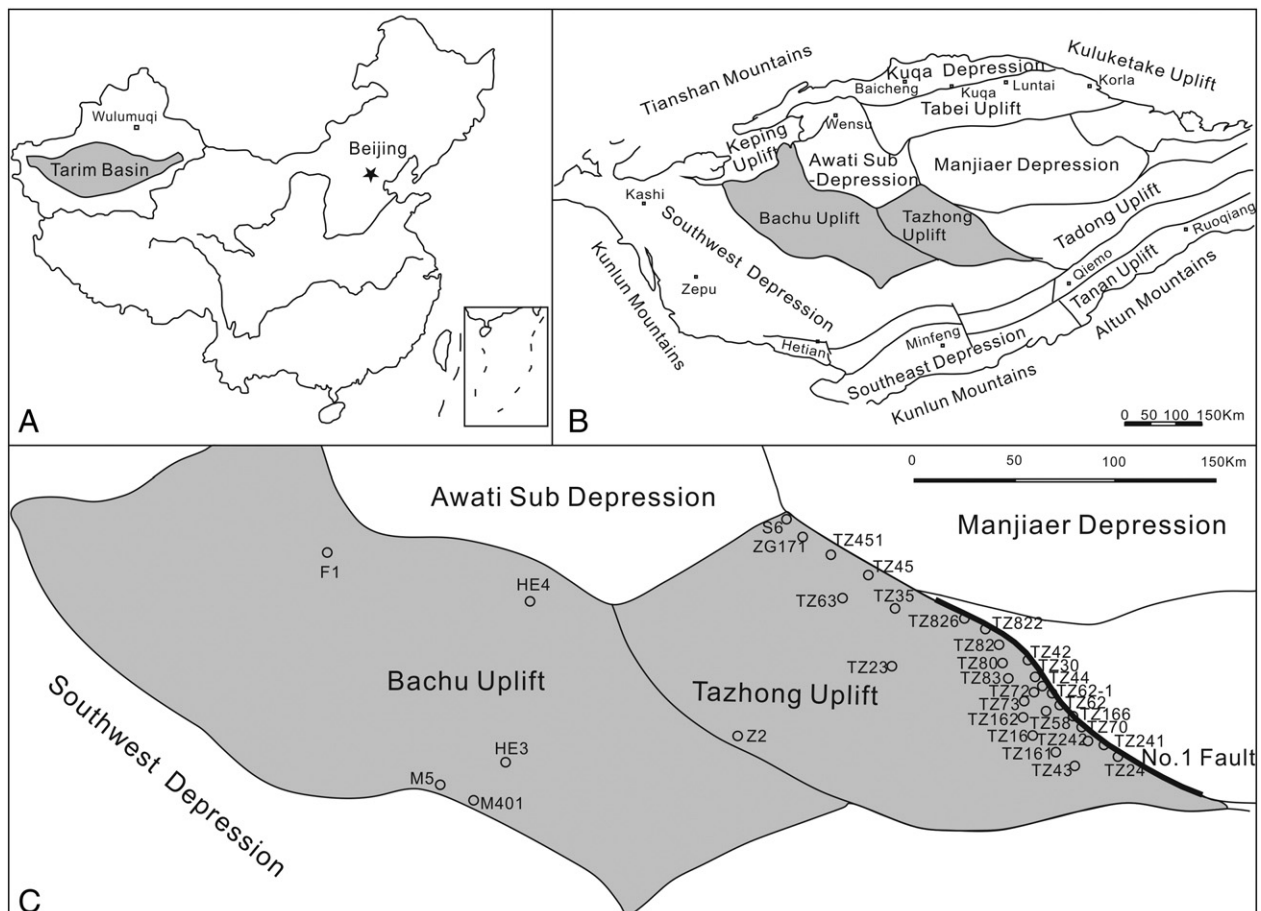 Wulumuqi
Beijing
Tarim Basin
A
Tianshan Mountains
Kuluketake Uplift
Kuqa Depression
Baicheng
Kuqa
Luntai
Korla
Tabei Uplift
Wensu
Keping
Uplift
Awati Sub
-Depression
Manjiaer Depression
Kashi
Bachu Uplift
Tazhong
Uplift
Tadong Uplift
Ruoqiang
Southwest Depression
Kunlun Mountains
Zepu
Qiemo
Tanan Uplift
Altun Mountains
Hetian
Minfeng
Southeast Depression
Kunlun Mountains
0 50 100 150Km
B
0 50 100 150Km
Awati Sub Depression
Manjiaer Depression
S6
ZG171
TZ451
TZ45
F1
HE4
TZ63
TZ35
TZ826
TZ822
TZ82
TZ42
TZ80
TZ30
TZ23
TZ83
TZ44
TZ72
TZ62-1
TZ73
TZ62
TZ162
TZ58
TZ166
TZ16
TZ70
TZ242
TZ241
TZ161
TZ24
TZ43
No.1 Fault
Bachu Uplift
Tazhong Uplift
Z2
HE3
M5
M401
Southwest Depression
C